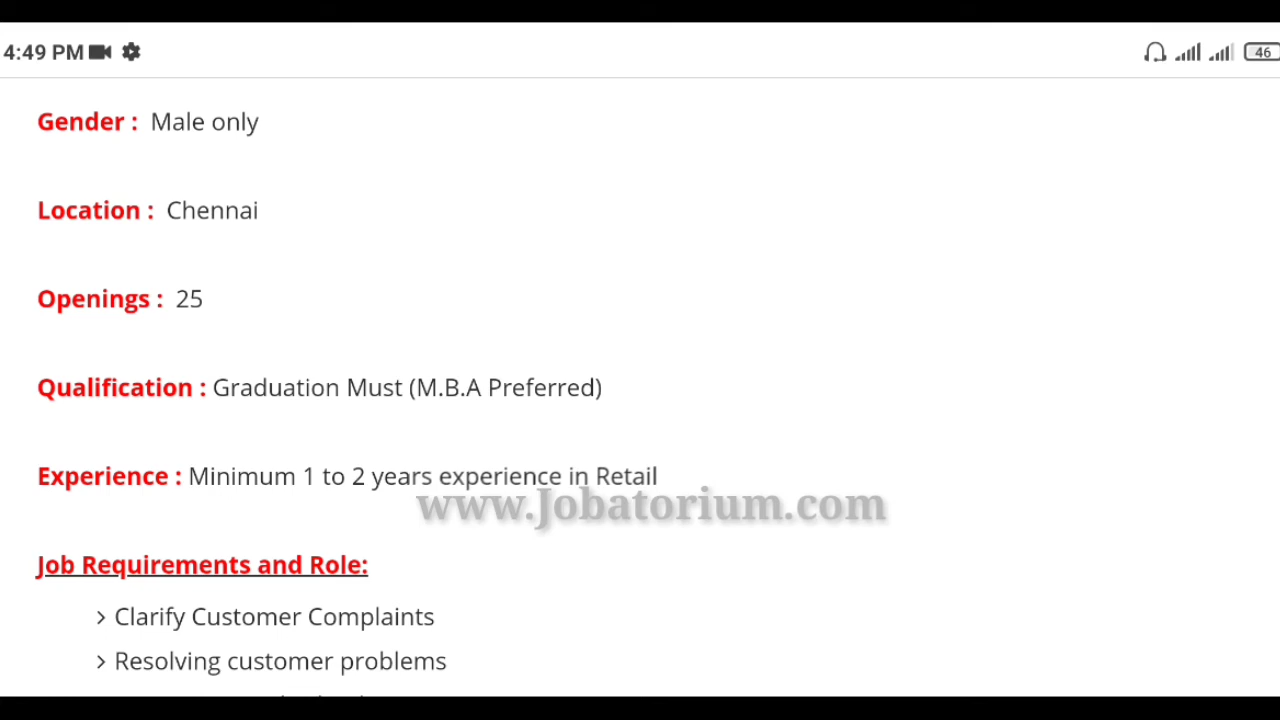 4:49 PM 46
Gender : Male only
Location : Chennai
Openings : 25
Qualification : Graduation Must (M.B.A Preferred)
Experience : Minimum 1 to 2 years experience in Retail
www.Jobatorium.com
Job Requirements and Role:
> Clarify Customer Complaints
> Resolving customer problems